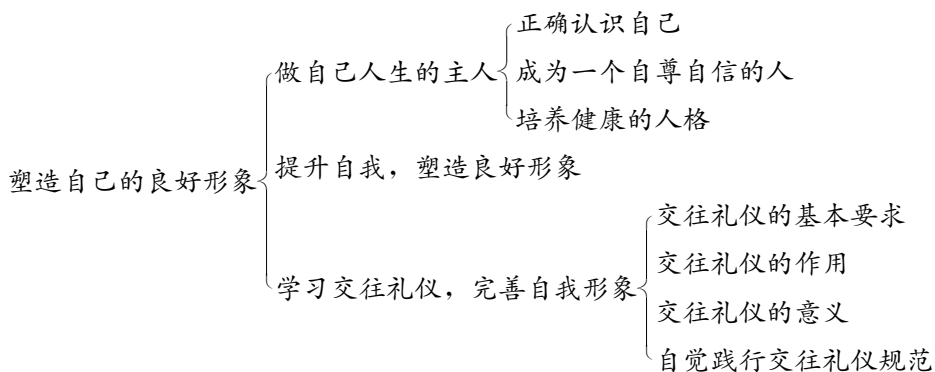 塑造自己的良好形象
做自己人生的主人
正确认识自己
成为一个自尊自信的人
培养健康的人格
提升自我，塑造良好形象
学习交往礼仪，完善自我形象
交往礼仪的基本要求
交往礼仪的作用
交往礼仪的意义
自觉践行交往礼仪规范